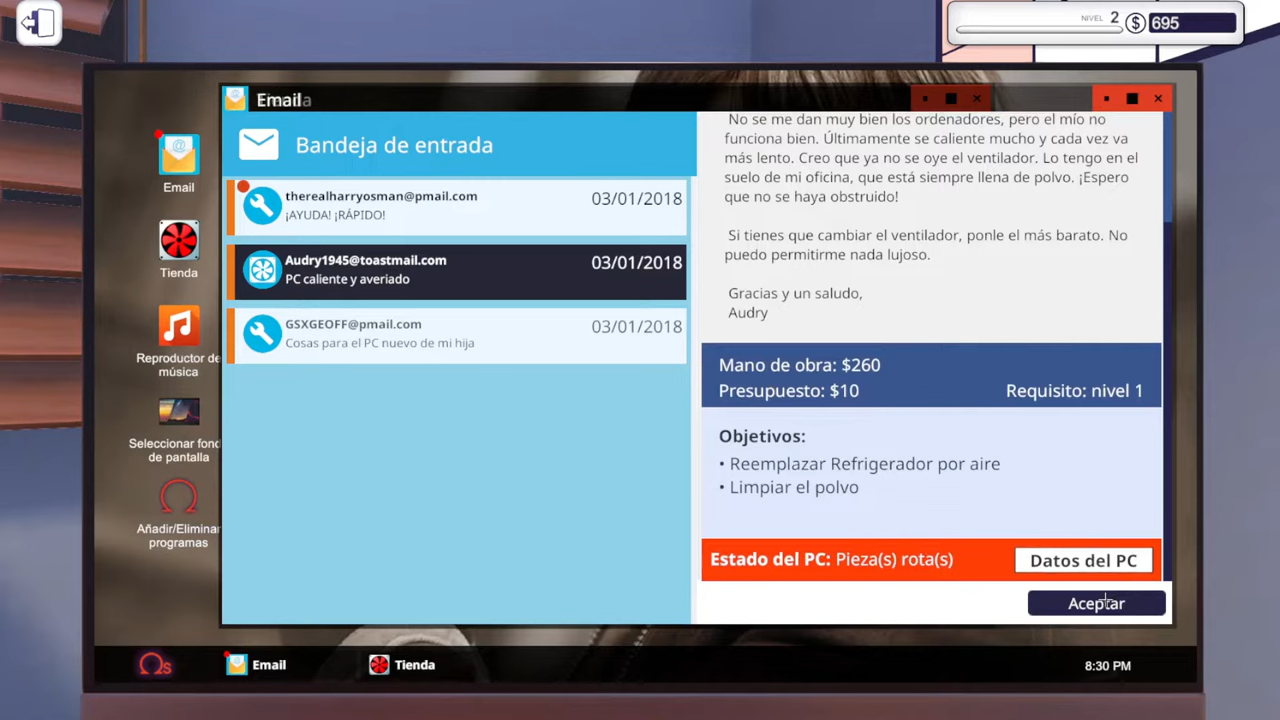 NIVEL 2 $ 695
Email
Bandeja de entrada
therealharryosman@pmail.com 03/01/2018
¡AYUDA! ¡RÁPIDO!
Audry1945@toastmail.com 03/01/2018
PC caliente y averiado
GSXGEOFF@pmail.com 03/01/2018
Cosas para el PC nuevo de mi hija
No se me dan muy bien los ordenadores, pero el mío no
funciona bien. Últimamente se caliente mucho y cada vez va
más lento. Creo que ya no se oye el ventilador. Lo tengo en el
suelo de mi oficina, que está siempre llena de polvo. ¡Espero
que no se haya obstruido!
Si tienes que cambiar el ventilador, ponle el más barato. No
puedo permitirme nada lujoso.
Gracias y un saludo,
Audry
Mano de obra: $260
Presupuesto: $10 Requisito: nivel 1
Objetivos:
• Reemplazar Refrigerador por aire
• Limpiar el polvo
Estado del PC: Pieza(s) rota(s) Datos del PC
Aceptar
Email
Tienda
Reproductor de
música
Seleccionar fond
de pantalla
Añadir/Eliminar
programas
Ωs Email Tienda 8:30 PM